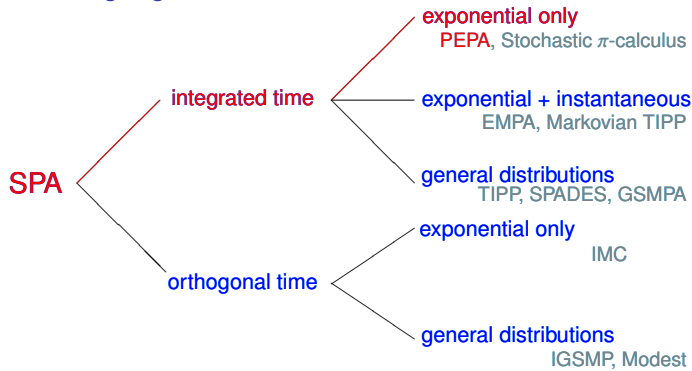 exponential only
PEPA, Stochastic π-calculus
integrated time
exponential + instantaneous
EMPA, Markovian TIPP
general distributions
TIPP, SPADES, GSMPA
SPA
exponential only
IMC
orthogonal time
general distributions
IGSMP, Modest